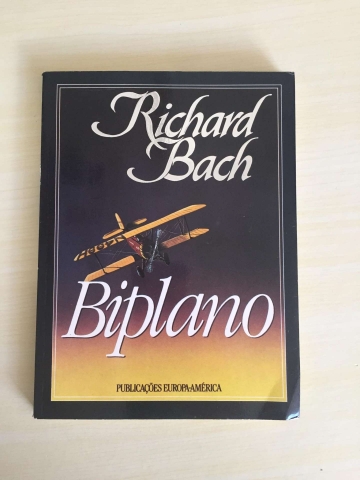 Richard
Bach
Biplano
PUBLICAÇÕES EUROPA-AMÉRICA